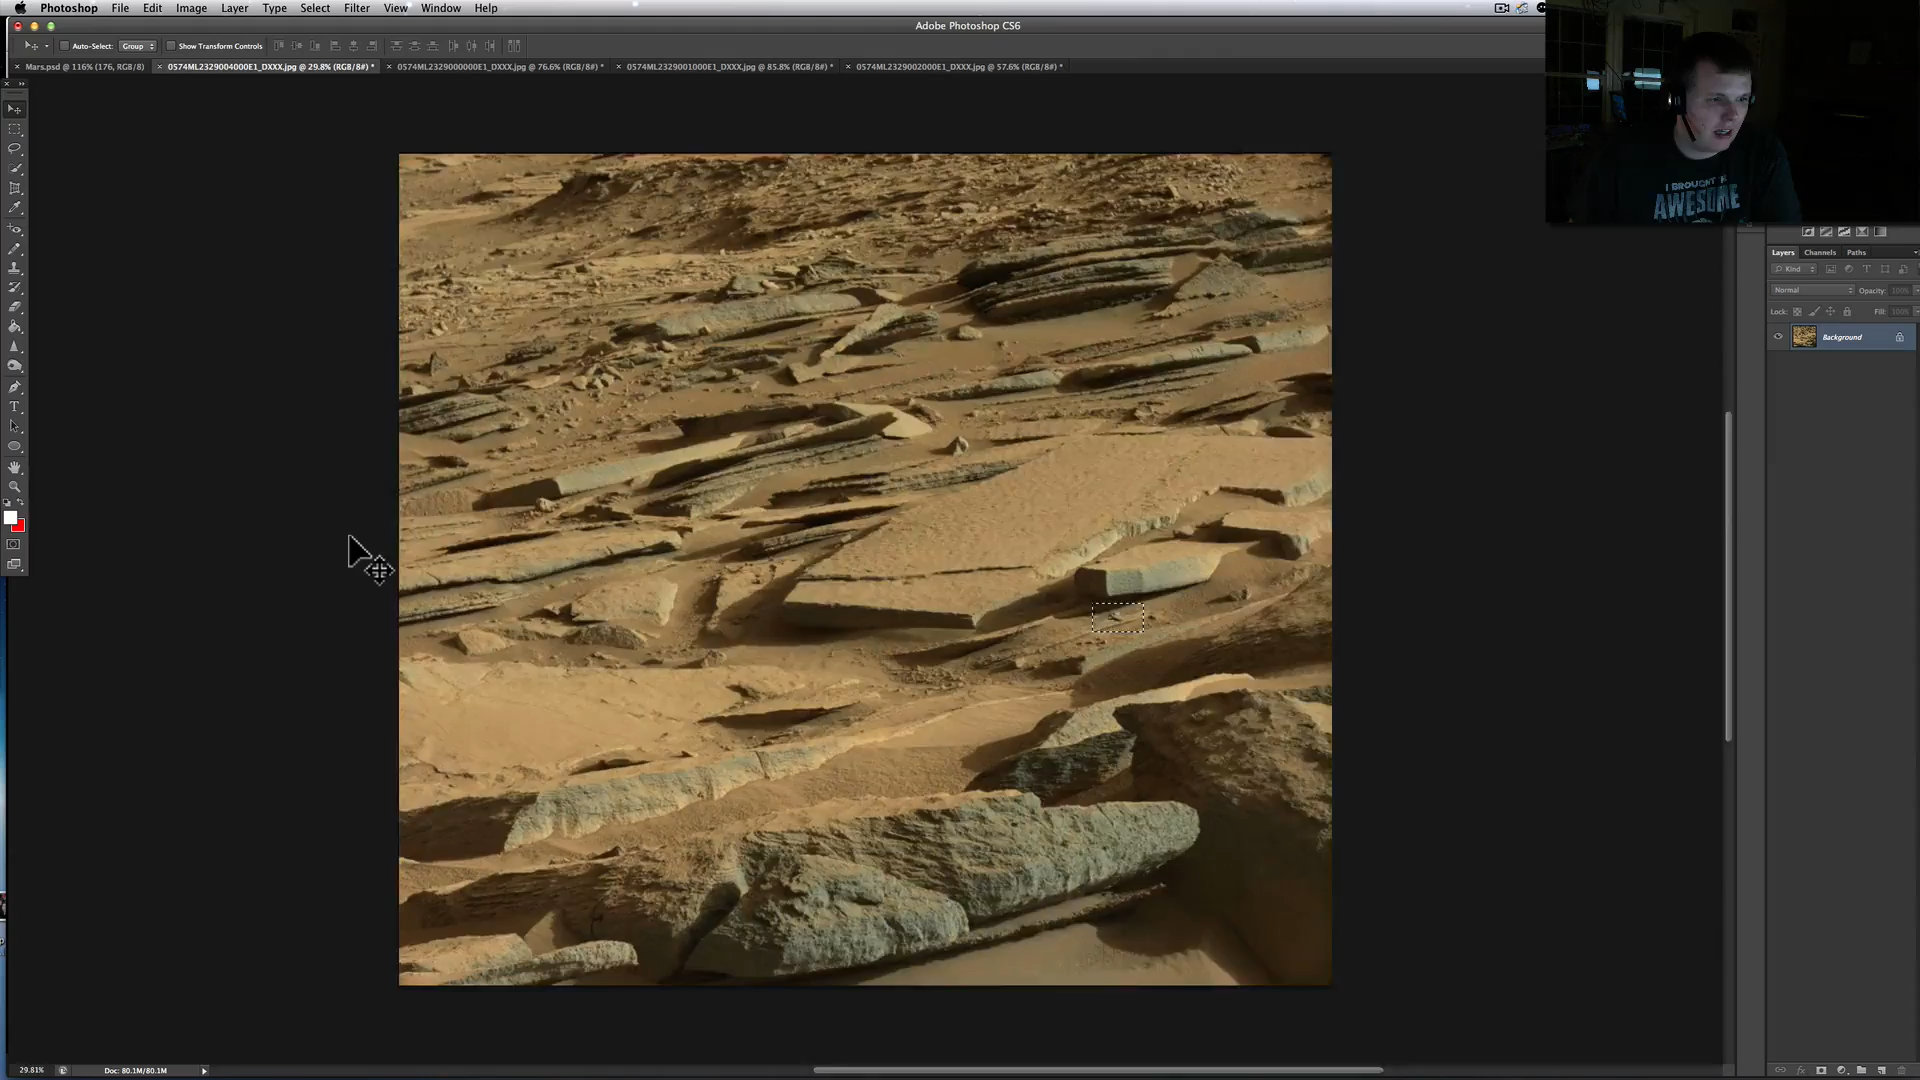 Photoshop File Edit Image Layer Type Select Filter View Window Help
Adobe Photoshop CS6
Auto-Select: Group Show Transform Controls
Mars.psd @ 116% (176, RGB/8) 0574ML2329004000E1_DXXX.jpg @ 29.8% (RGB/8#) * 0574ML2329000000E1_DXXX.jpg @ 76.6% (RGB/8#) * 0574ML2329001000E1_DXXX.jpg @ 85.8% (RGB/8#) * 0574ML2329002000E1_DXXX.jpg @ 57.6% (RGB/8#) *
I BROUGHT
AWESOME
Layers Channels Paths
Kind
Normal Opacity: 100%
Lock: Fill: 100%
Background
29.81% Doc: 80.1M/80.1M